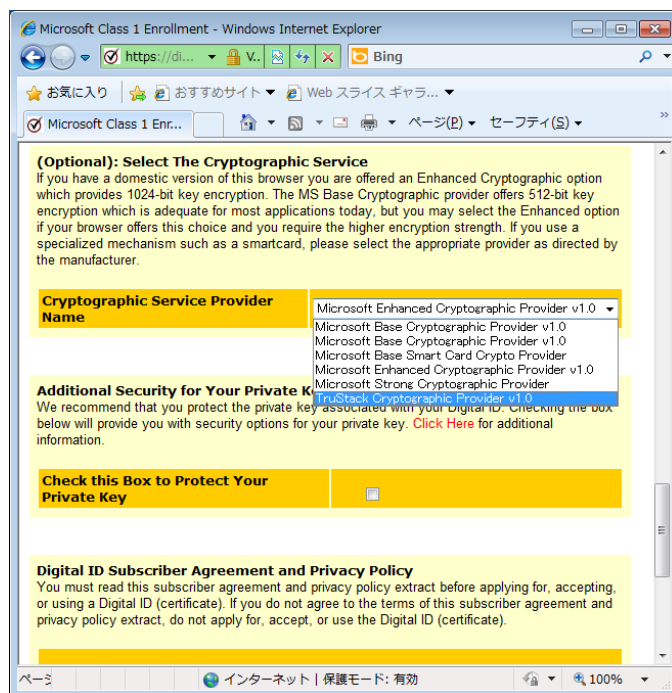 Microsoft Class 1 Enrollment - Windows Internet Explorer
https://di...
V..
Bing
お気に入り
おすすめサイト
Web スライス ギャラ...
Microsoft Class 1 Enr...
ページ(P)
セーフティ(S)
»
(Optional): Select The Cryptographic Service
If you have a domestic version of this browser you are offered an Enhanced Cryptographic option
which provides 1024-bit key encryption. The MS Base Cryptographic provider offers 512-bit key
encryption which is adequate for most applications today, but you may select the Enhanced option
if your browser offers this choice and you require the higher encryption strength. If you use a
specialized mechanism such as a smartcard, please select the appropriate provider as directed by
the manufacturer.
Cryptographic Service Provider
Name
Microsoft Enhanced Cryptographic Provider v1.0
Microsoft Base Cryptographic Provider v1.0
Microsoft Base Cryptographic Provider v1.0
Microsoft Base Smart Card Crypto Provider
Microsoft Enhanced Cryptographic Provider v1.0
Microsoft Strong Cryptographic Provider
TruStack Cryptographic Provider v1.0
Additional Security for Your Private K
We recommend that you protect the private key associated with your Digital ID. Checking the box
below will provide you with security options for your private key. Click Here for additional
information.
Check this Box to Protect Your
Private Key
Digital ID Subscriber Agreement and Privacy Policy
You must read this subscriber agreement and privacy policy extract before applying for, accepting,
or using a Digital ID (certificate). If you do not agree to the terms of this subscriber agreement and
privacy policy extract, do not apply for, accept, or use the Digital ID (certificate).
インターネット | 保護モード: 有効
100%